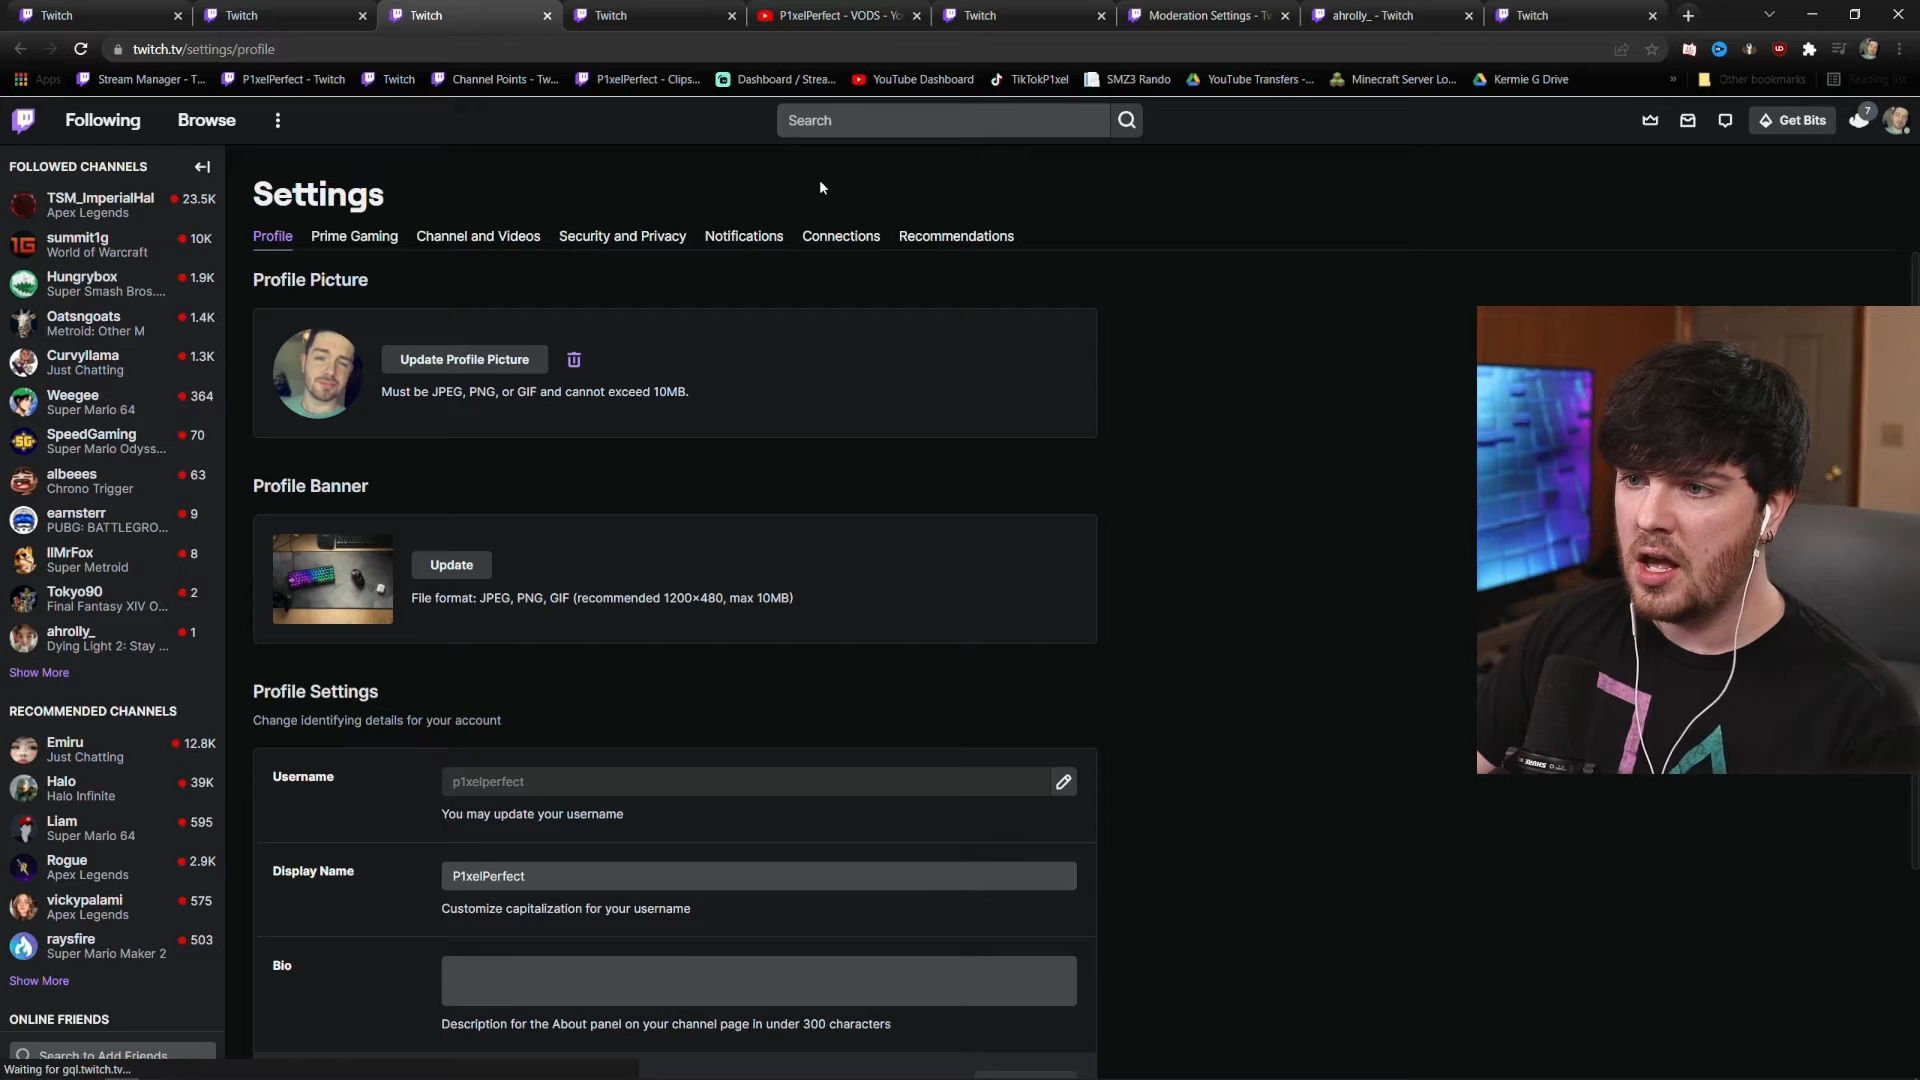 Twitch
Twitch
Twitch
Twitch
P1xelPerfect - VODS - Yo
Twitch
Moderation Settings - Tw
ahrolly_ - Twitch
Twitch
twitch.tv/settings/profile
Apps
Stream Manager - T...
P1xelPerfect - Twitch
Twitch
Channel Points - Tw...
P1xelPerfect - Clips...
Dashboard / Strea...
YouTube Dashboard
TikTokP1xel
SMZ3 Rando
YouTube Transfers -...
Minecraft Server Lo...
Kermie G Drive
»
Other bookmarks
Reading list
Following
Browse
Search
Get Bits
7
FOLLOWED CHANNELS
TSM_ImperialHal
23.5K
Apex Legends
summit1g
10K
World of Warcraft
Hungrybox
1.9K
Super Smash Bros....
Oatsngoats
1.4K
Metroid: Other M
Curvyllama
1.3K
Just Chatting
Weegee
364
Super Mario 64
SpeedGaming
70
Super Mario Odyss...
albeees
63
Chrono Trigger
earnsterr
9
PUBG: BATTLEGRO...
IIMrFox
8
Super Metroid
Tokyo90
2
Final Fantasy XIV O...
ahrolly_
1
Dying Light 2: Stay ...
Show More
RECOMMENDED CHANNELS
Emiru
12.8K
Just Chatting
Halo
39K
Halo Infinite
Liam
595
Super Mario 64
Rogue
2.9K
Apex Legends
vickypalami
575
Apex Legends
raysfire
503
Super Mario Maker 2
Show More
ONLINE FRIENDS
Search to Add Friends
Waiting for gql.twitch.tv...
Settings
Profile
Prime Gaming
Channel and Videos
Security and Privacy
Notifications
Connections
Recommendations
Profile Picture
Update Profile Picture
Must be JPEG, PNG, or GIF and cannot exceed 10MB.
Profile Banner
Update
File format: JPEG, PNG, GIF (recommended 1200×480, max 10MB)
Profile Settings
Change identifying details for your account
Username
p1xelperfect
You may update your username
Display Name
P1xelPerfect
Customize capitalization for your username
Bio
Description for the About panel on your channel page in under 300 characters
SHURE